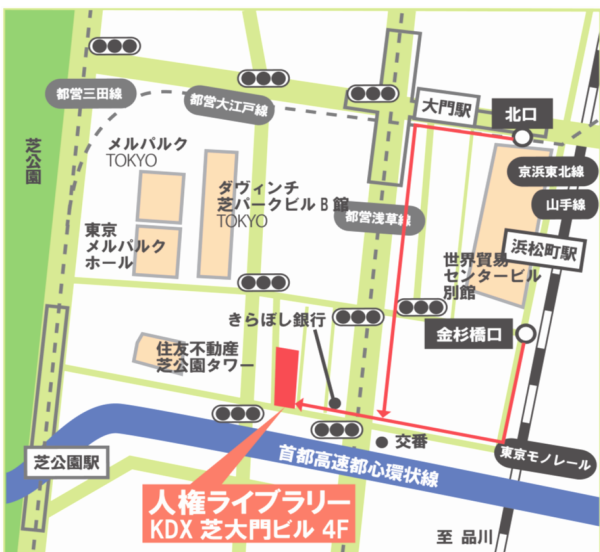 都営三田線
都営大江戸線
大門駅
北口
芝公園
メルパルク
TOKYO
ダヴィンチ
芝パークビル B 館
TOKYO
都営浅草線
京浜東北線
山手線
浜松町駅
東京
メルパルク
ホール
世界貿易
センタービル
別館
きらぼし銀行
金杉橋口
住友不動産
芝公園タワー
交番
東京モノレール
芝公園駅
首都高速都心環状線
人権ライブラリー
KDX 芝大門ビル 4F
至 品川